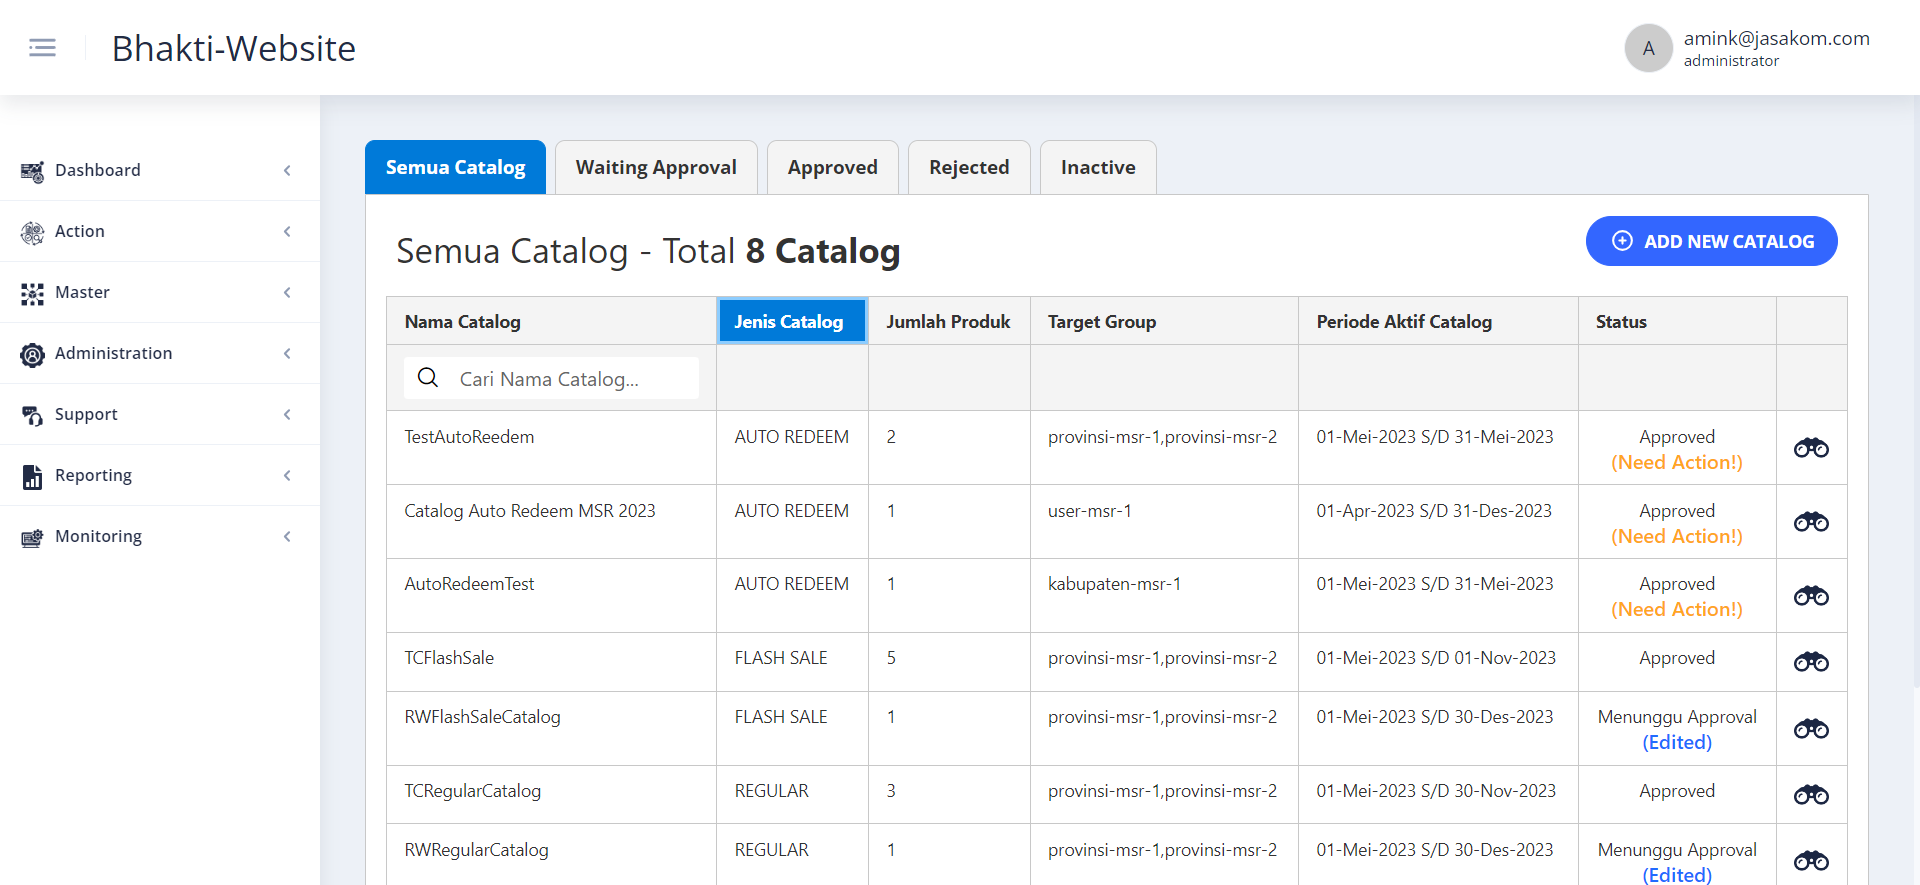 Bhakti-Website
A
amink@jasakom.com
administrator
Dashboard
Action
Master
Administration
Support
Reporting
Monitoring
Semua Catalog
Waiting Approval
Approved
Rejected
Inactive
Semua Catalog - Total 8 Catalog
ADD NEW CATALOG
Nama Catalog Jenis Catalog Jumlah Produk Target Group Periode Aktif Catalog Status
Cari Nama Catalog...
TestAutoReedem AUTO REDEEM 2 provinsi-msr-1,provinsi-msr-2 01-Mei-2023 S/D 31-Mei-2023 Approved
(Need Action!)
Catalog Auto Redeem MSR 2023 AUTO REDEEM 1 user-msr-1 01-Apr-2023 S/D 31-Des-2023 Approved
(Need Action!)
AutoRedeemTest AUTO REDEEM 1 kabupaten-msr-1 01-Mei-2023 S/D 31-Mei-2023 Approved
(Need Action!)
TCFlashSale FLASH SALE 5 provinsi-msr-1,provinsi-msr-2 01-Mei-2023 S/D 01-Nov-2023 Approved
RWFlashSaleCatalog FLASH SALE 1 provinsi-msr-1,provinsi-msr-2 01-Mei-2023 S/D 30-Des-2023 Menunggu Approval
(Edited)
TCRegularCatalog REGULAR 3 provinsi-msr-1,provinsi-msr-2 01-Mei-2023 S/D 30-Nov-2023 Approved
RWRegularCatalog REGULAR 1 provinsi-msr-1,provinsi-msr-2 01-Mei-2023 S/D 30-Des-2023 Menunggu Approval
(Edited)